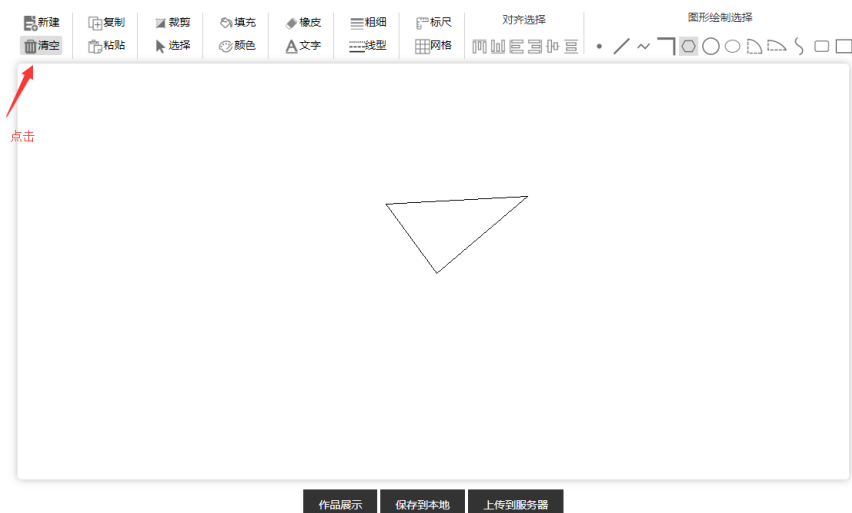 新建 复制 裁剪 填充 橡皮 粗细 标尺 对齐选择 图形绘制选择
清空 粘贴 选择 颜色 文字 线型 网格
点击
作品展示 保存到本地 上传到服务器